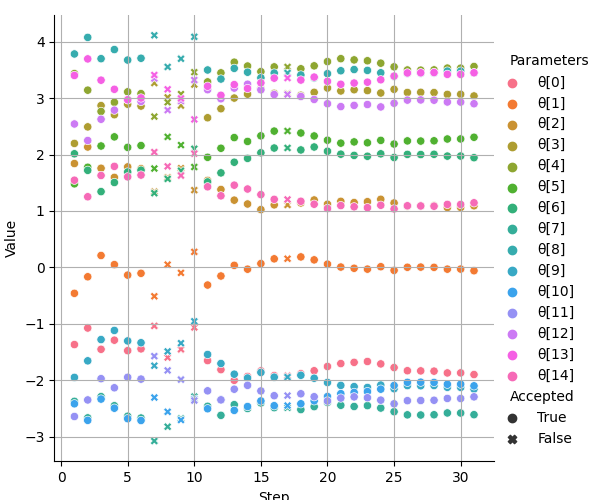 Parameters
θ[0]
θ[1]
θ[2]
θ[3]
θ[4]
θ[5]
θ[6]
θ[7]
θ[8]
θ[9]
θ[10]
θ[11]
θ[12]
θ[13]
θ[14]
Accepted
True
False
Value
4
3
2
1
0
−1
−2
−3
0
5
10
15
20
25
30
Step